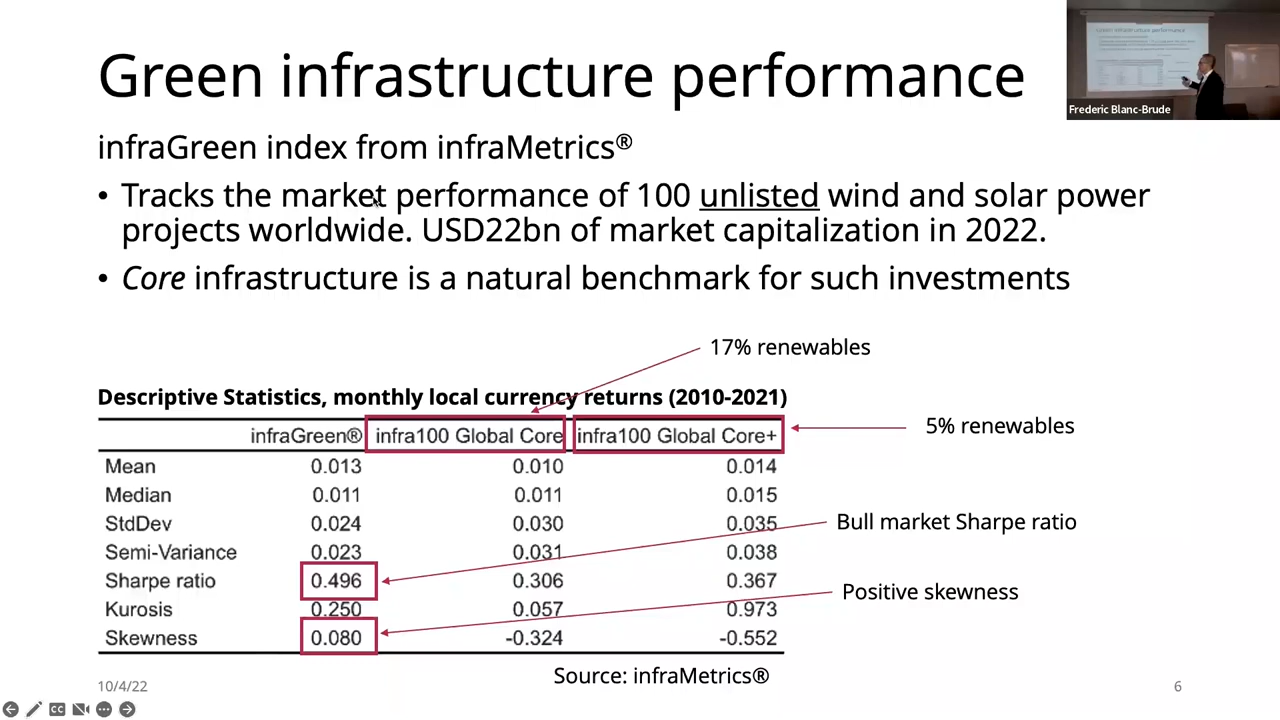 Green infrastructure performance
Frederic Blanc-Brude
infraGreen index from infraMetrics®
• Tracks the market performance of 100 unlisted wind and solar power
projects worldwide. USD22bn of market capitalization in 2022.
• Core infrastructure is a natural benchmark for such investments
17% renewables
Descriptive Statistics, monthly local currency returns (2010-2021)
infraGreen® infra100 Global Core infra100 Global Core+
5% renewables
Mean 0.013 0.010 0.014
Median 0.011 0.011 0.015
StdDev 0.024 0.030 0.035
Bull market Sharpe ratio
Semi-Variance 0.023 0.031 0.038
Sharpe ratio 0.496 0.306 0.367
Positive skewness
Kurosis 0.250 0.057 0.973
Skewness 0.080 -0.324 -0.552
Source: infraMetrics®
10/4/22
6
CC